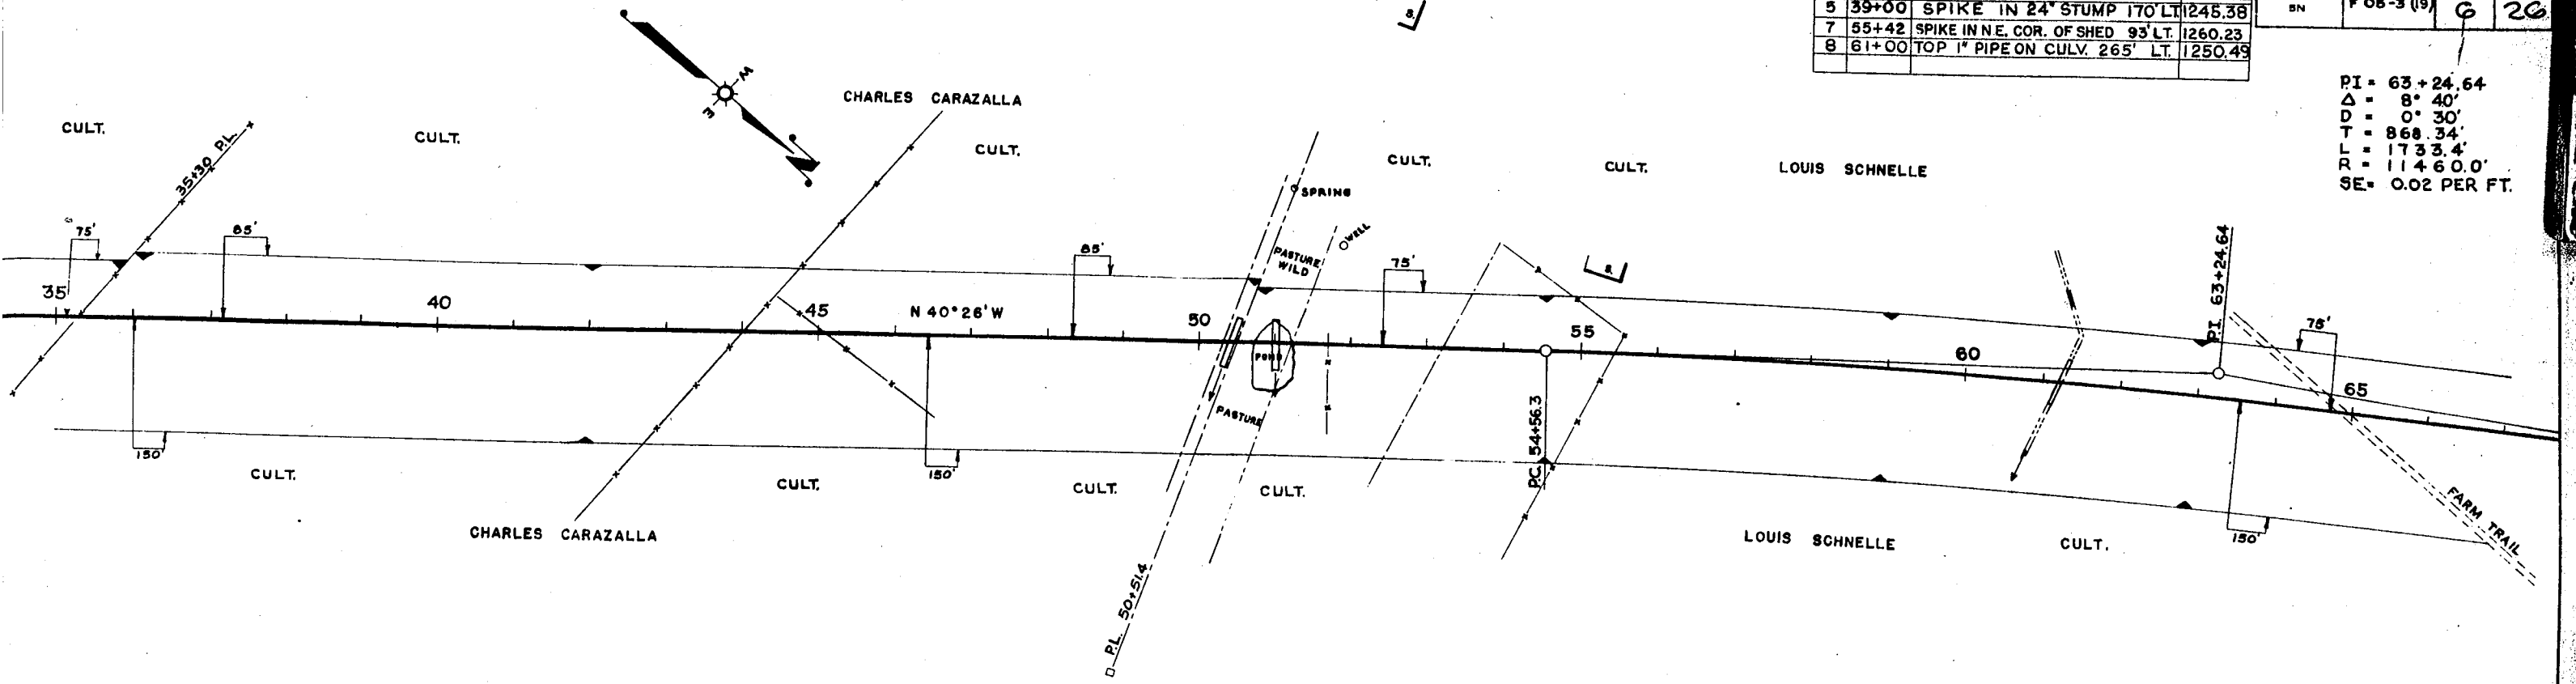 5 39+00 SPIKE IN 24" STUMP 170' LT 1245.38
7 55+42 SPIKE IN N.E. COR. OF SHED 93' LT. 1260.23
8 61+00 TOP 1" PIPE ON CULV. 265' LT. 1250.49
BN
F 08-3 (19)
6
26
P.I = 63+24.64
Δ = 8° 40'
D = 0° 30'
T = 868.34'
L = 1733.4'
R = 11460.0'
SE = 0.02 PER FT.
S.
W
CHARLES CARAZALLA
CULT.
35+30 P.L.
CULT.
CULT.
CULT.
CULT.
LOUIS SCHNELLE
SPRING
WELL
PASTURE
WILD
75'
85'
85'
75'
S.
P.I. 63+24.64
75'
35
40
45
N 40°26' W
50
55
60
65
POND
PASTURE
P.C. 54+56.3
150'
CULT.
CULT.
150'
CULT.
CULT.
CHARLES CARAZALLA
P.L. 50+51.4
LOUIS SCHNELLE
CULT.
150'
FARM TRAIL